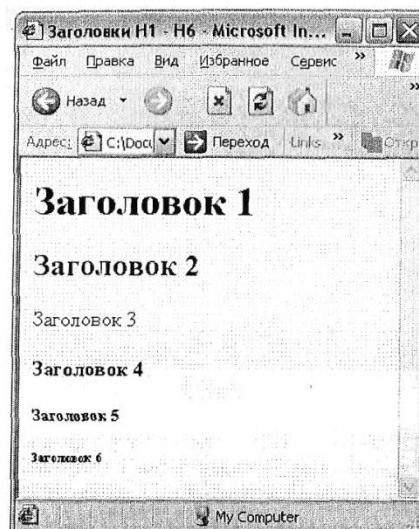 Заголовки H1 - H6 - Microsoft In...
Файл Правка Вид Избранное Сервис »
Назад »
Адрес: C:\Docu Переход Links »
Заголовок 1
Заголовок 2
Заголовок 3
Заголовок 4
Заголовок 5
Заголовок 6
My Computer